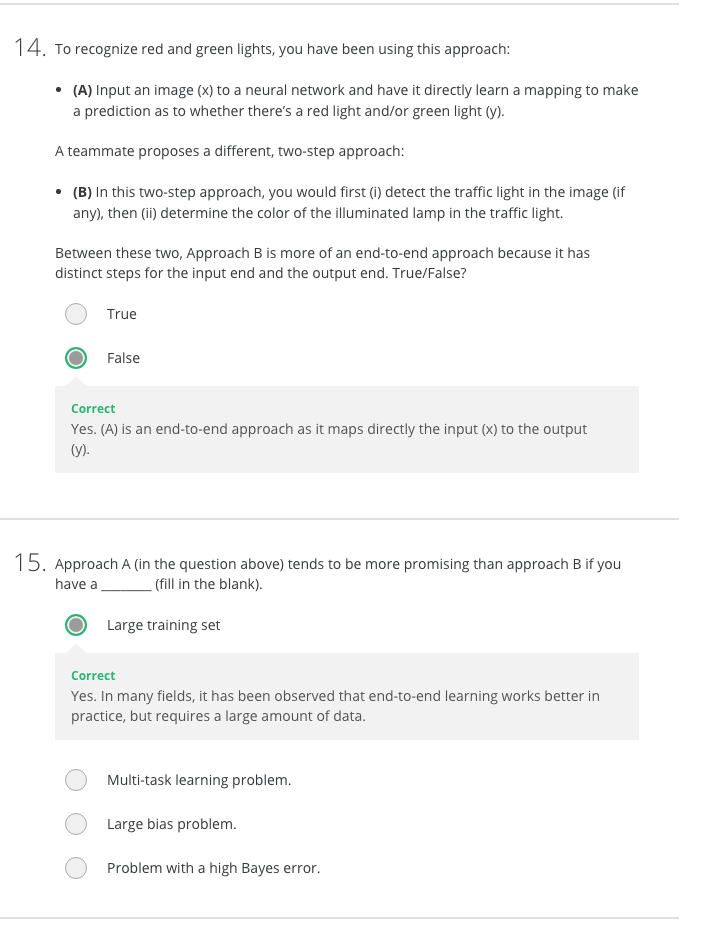 14. To recognize red and green lights, you have been using this approach:
• (A) Input an image (x) to a neural network and have it directly learn a mapping to make
a prediction as to whether there's a red light and/or green light (y).
A teammate proposes a different, two-step approach:
• (B) In this two-step approach, you would first (i) detect the traffic light in the image (if
any), then (ii) determine the color of the illuminated lamp in the traffic light.
Between these two, Approach B is more of an end-to-end approach because it has
distinct steps for the input end and the output end. True/False?
True
False
Correct
Yes. (A) is an end-to-end approach as it maps directly the input (x) to the output
(y).
15. Approach A (in the question above) tends to be more promising than approach B if you
have a ________ (fill in the blank).
Large training set
Correct
Yes. In many fields, it has been observed that end-to-end learning works better in
practice, but requires a large amount of data.
Multi-task learning problem.
Large bias problem.
Problem with a high Bayes error.